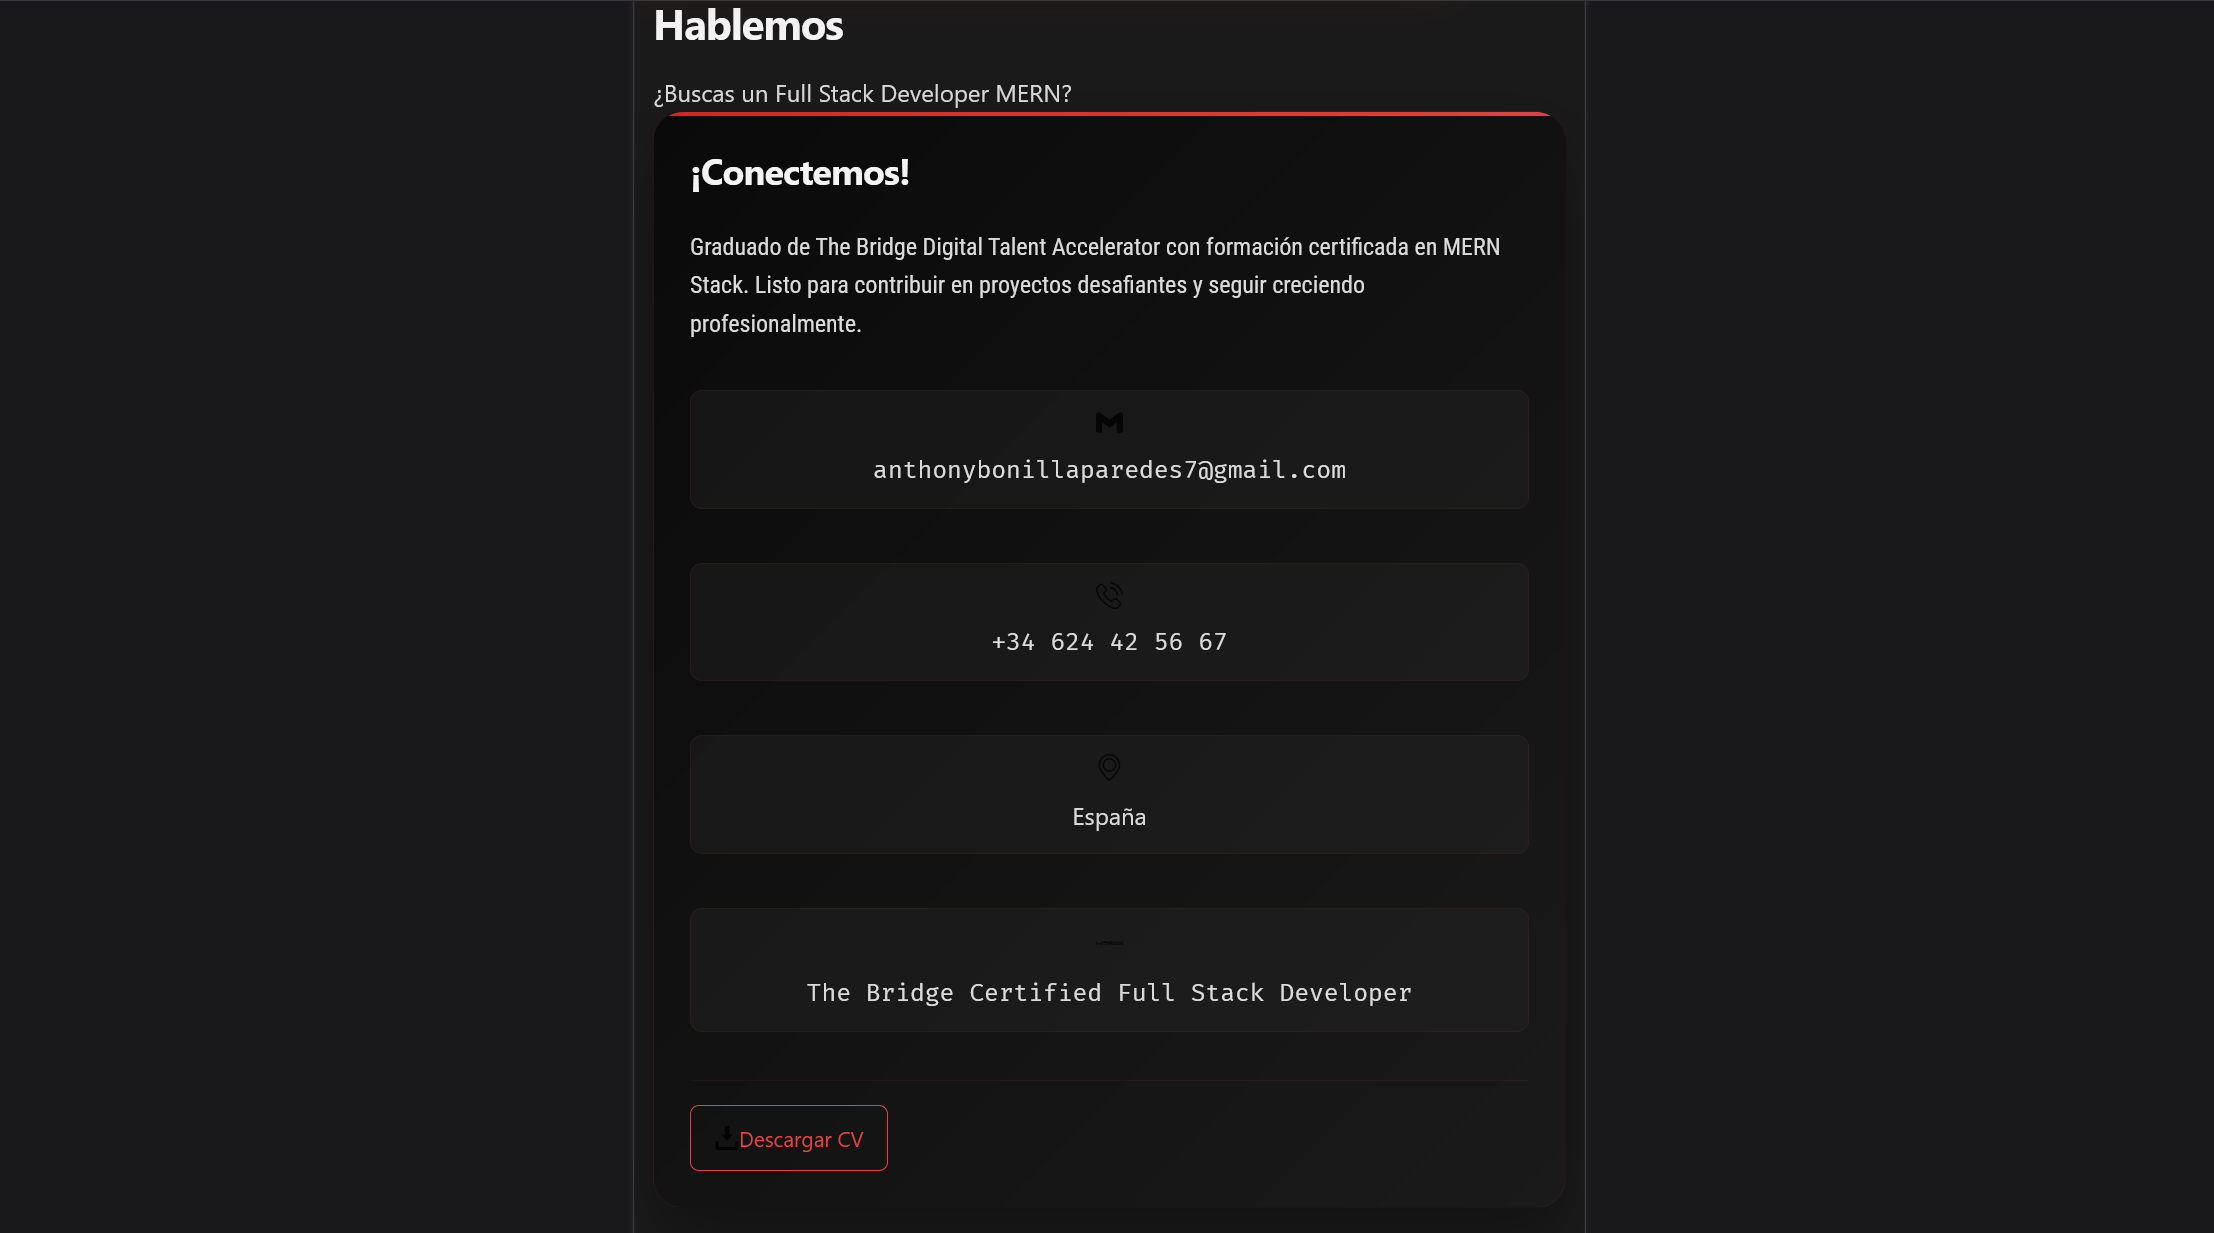 Hablemos
¿Buscas un Full Stack Developer MERN?
¡Conectemos!
Graduado de The Bridge Digital Talent Accelerator con formación certificada en MERN
Stack. Listo para contribuir en proyectos desafiantes y seguir creciendo
profesionalmente.
anthonybonillaparedes7@gmail.com
+34 624 42 56 67
España
The Bridge Certified Full Stack Developer
Descargar CV